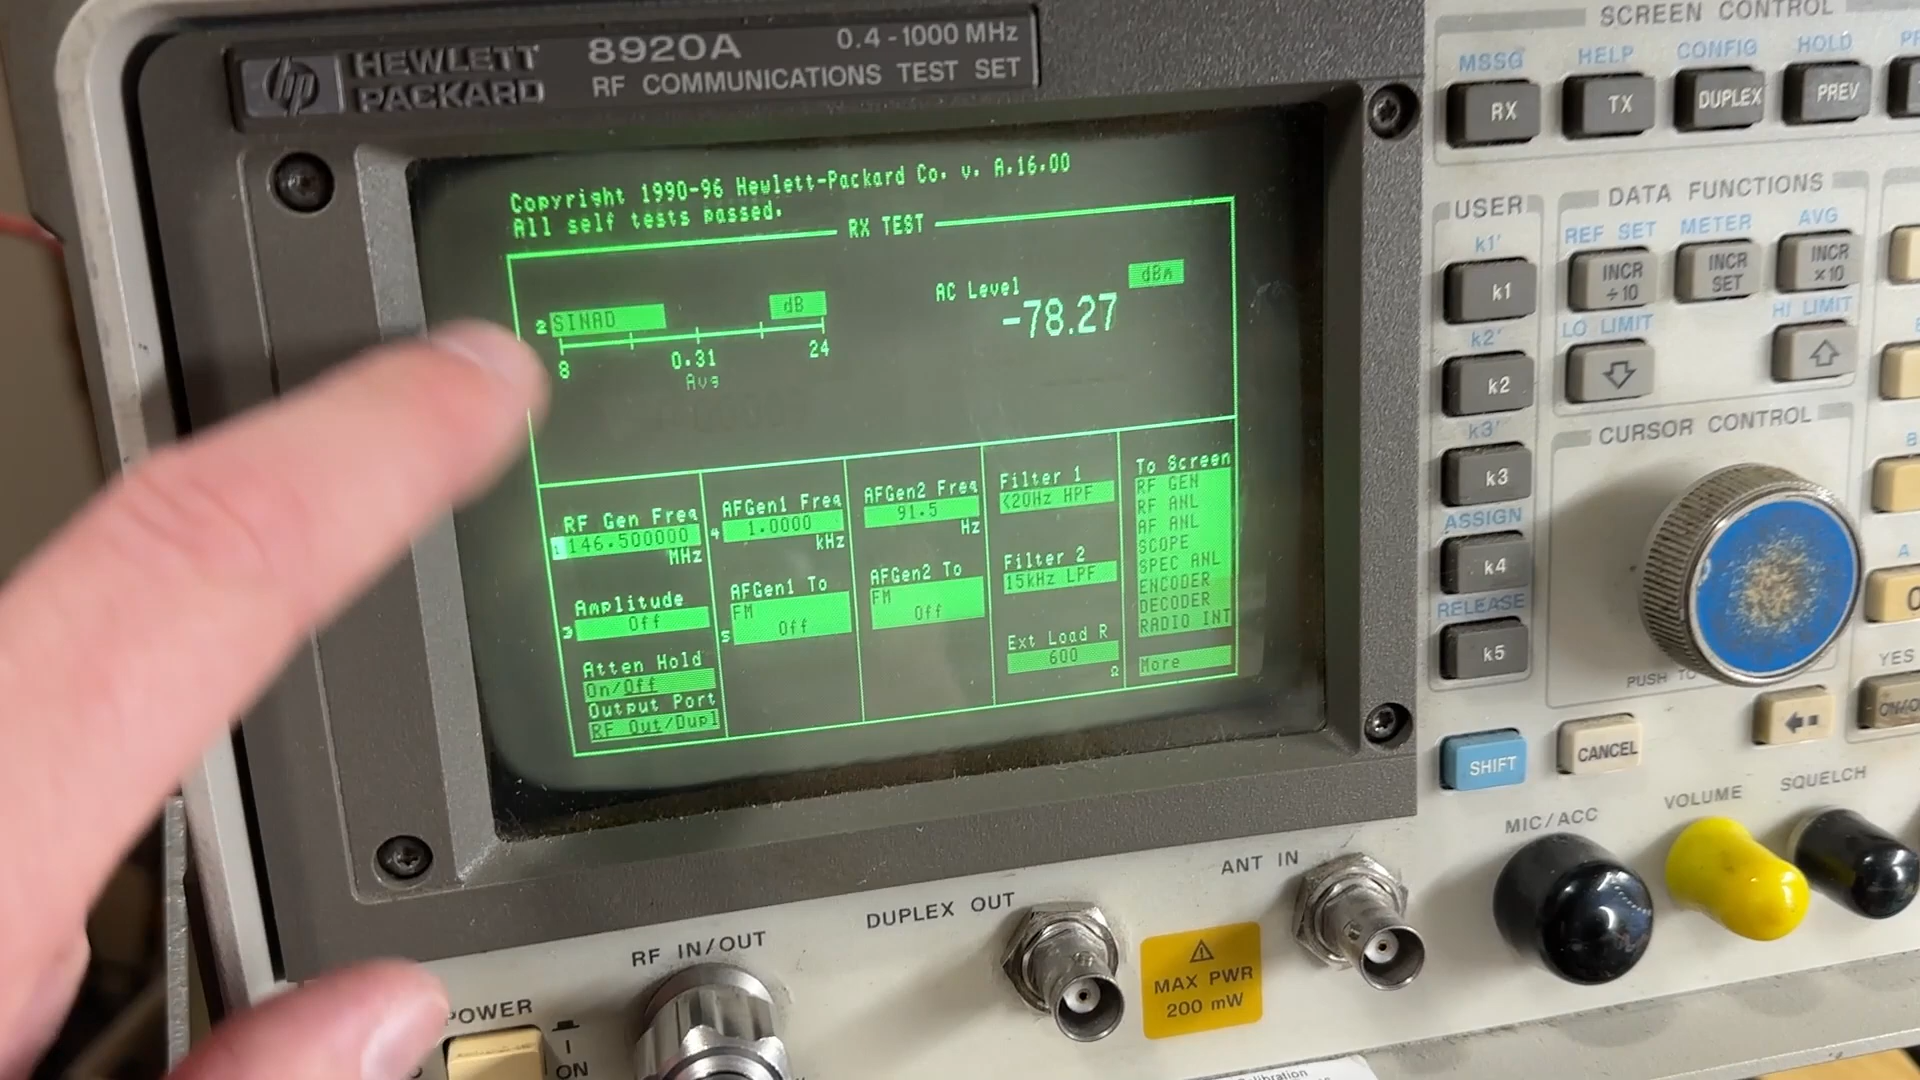 hp HEWLETT PACKARD
8920A 0.4-1000 MHz
RF COMMUNICATIONS TEST SET
Copyright 1990-96 Hewlett-Packard Co. v. A.16.00
All self tests passed.
RX TEST
2 SINAD dB
8 0.31 24
Avg
AC Level dBm
-78.27
RF Gen Freq
1 146.500000
MHz
Amplitude
3 Off
Atten Hold
On/Off
Output Port
RF Out/Dupl
AFGen1 Freq
4 1.0000
kHz
AFGen1 To
FM
5 Off
AFGen2 Freq
91.5
Hz
AFGen2 To
FM
Off
Filter 1
<20Hz HPF
Filter 2
15kHz LPF
Ext Load R
600
Ω
To Screen
RF GEN
RF ANL
AF ANL
SCOPE
SPEC ANL
ENCODER
DECODER
RADIO INT
More
SCREEN CONTROL
MSSG HELP CONFIG HOLD
RX TX DUPLEX PREV
USER
k1'
k1
k2'
k2
k3'
k3
ASSIGN
k4
RELEASE
k5
DATA FUNCTIONS
REF SET METER AVG
INCR ÷10
INCR SET
INCR ×10
LO LIMIT HI LIMIT
CURSOR CONTROL
PUSH
YES
SHIFT CANCEL
MIC/ACC
VOLUME
SQUELCH
ANT IN
DUPLEX OUT
RF IN/OUT
MAX PWR
200 mW
POWER
I
ON
Calibration